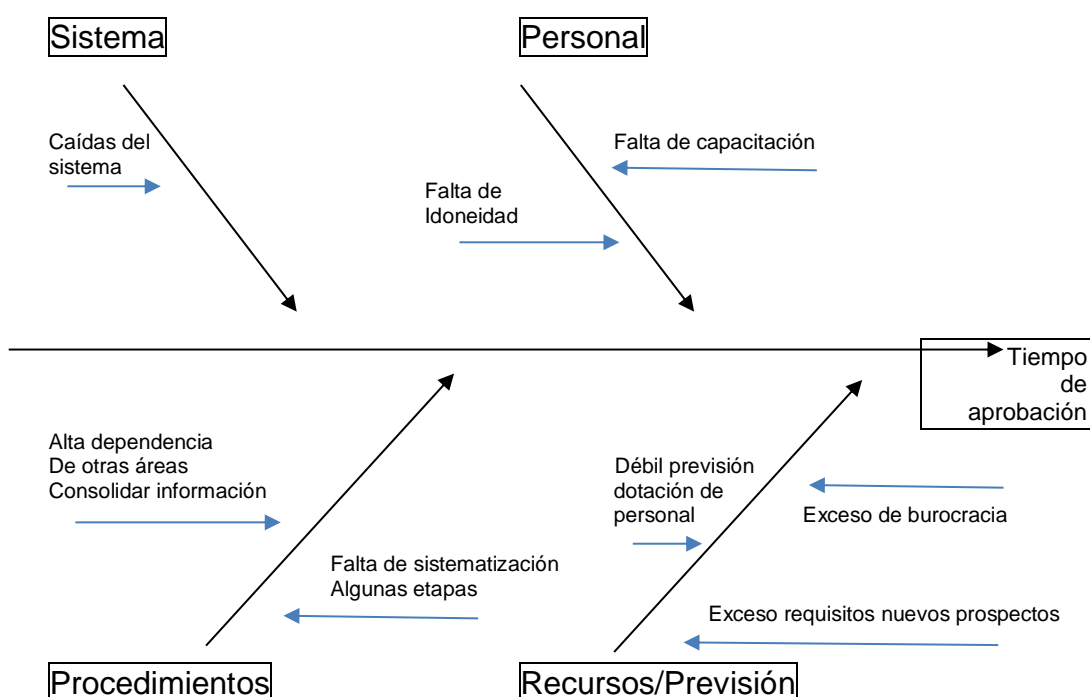 Sistema
Personal
Caídas del
sistema
Falta de capacitación
Falta de
Idoneidad
Tiempo
de
aprobación
Alta dependencia
De otras áreas
Consolidar información
Débil previsión
dotación de
personal
Exceso de burocracia
Falta de sistematización
Algunas etapas
Exceso requisitos nuevos prospectos
Procedimientos
Recursos/Previsión